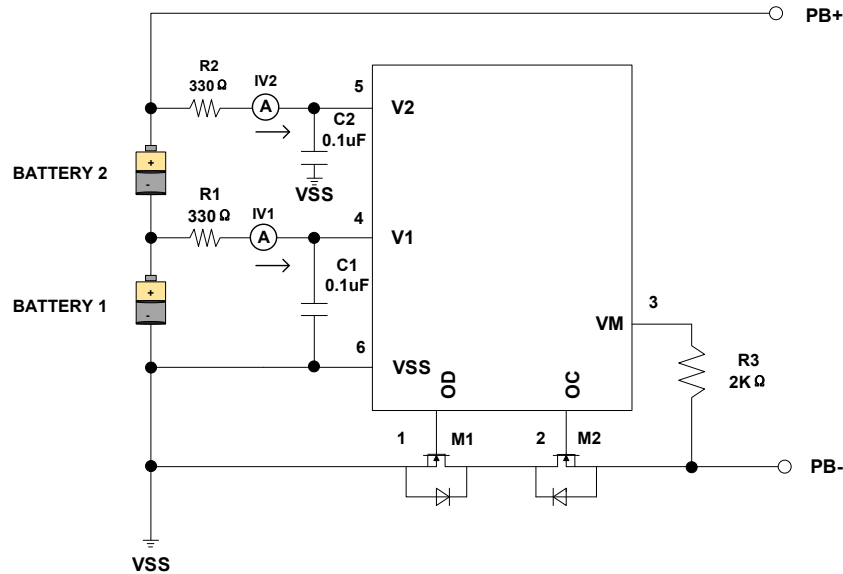 PB+
R2
330Ω
IV2
A
5
V2
C2
0.1uF
VSS
+
-
BATTERY 2
R1
330Ω
IV1
A
4
V1
C1
0.1uF
+
-
BATTERY 1
3
VM
6
VSS
OD
OC
R3
2KΩ
1
M1
2
M2
PB-
VSS